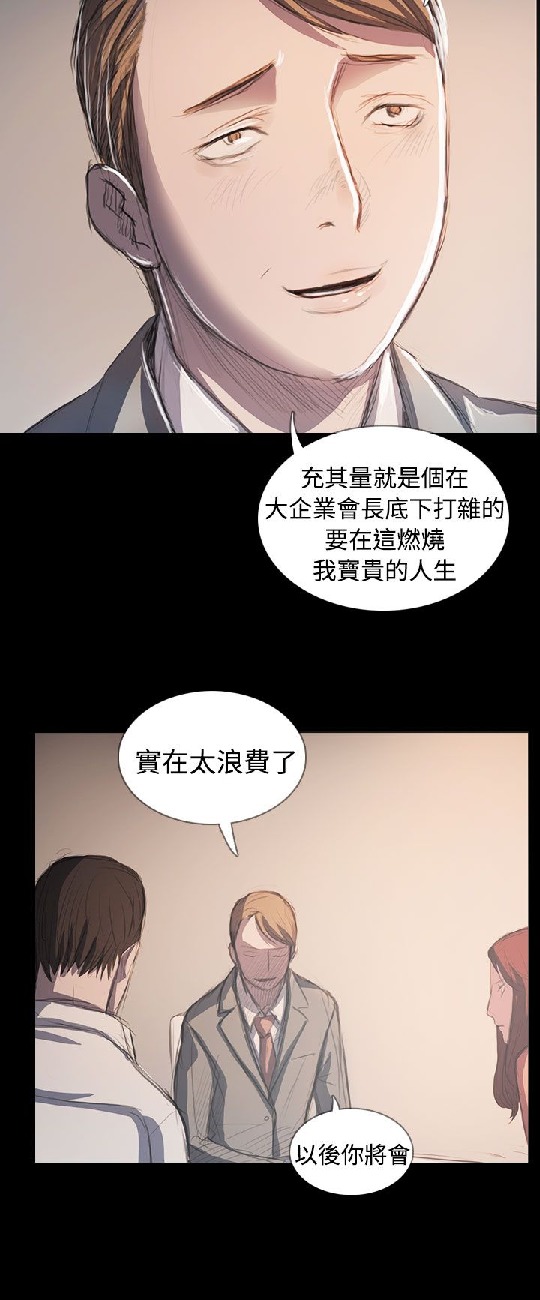 充其量就是個在
大企業會長底下打雜的
要在這燃燒
我寶貴的人生
實在太浪費了
以後你將會